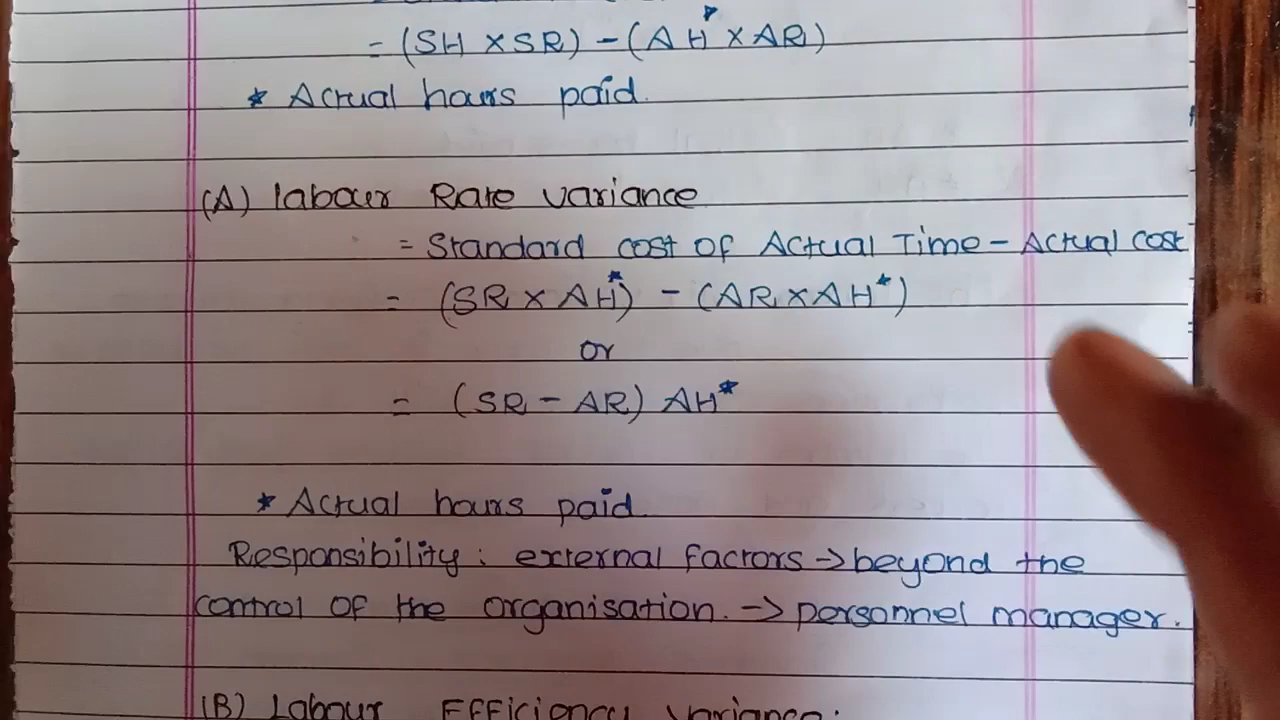 = (SH X SR) - (AH* X AR)
* Actual hours paid.
(A) labour Rate variance
= Standard cost of Actual Time - Actual cost
= (SR X AH*) - (AR X AH*)
or
= (SR - AR) AH*
* Actual hours paid
Responsibility: external factors → beyond the
control of the organisation. → personnel manager.
(B) Labour Efficiency variance: